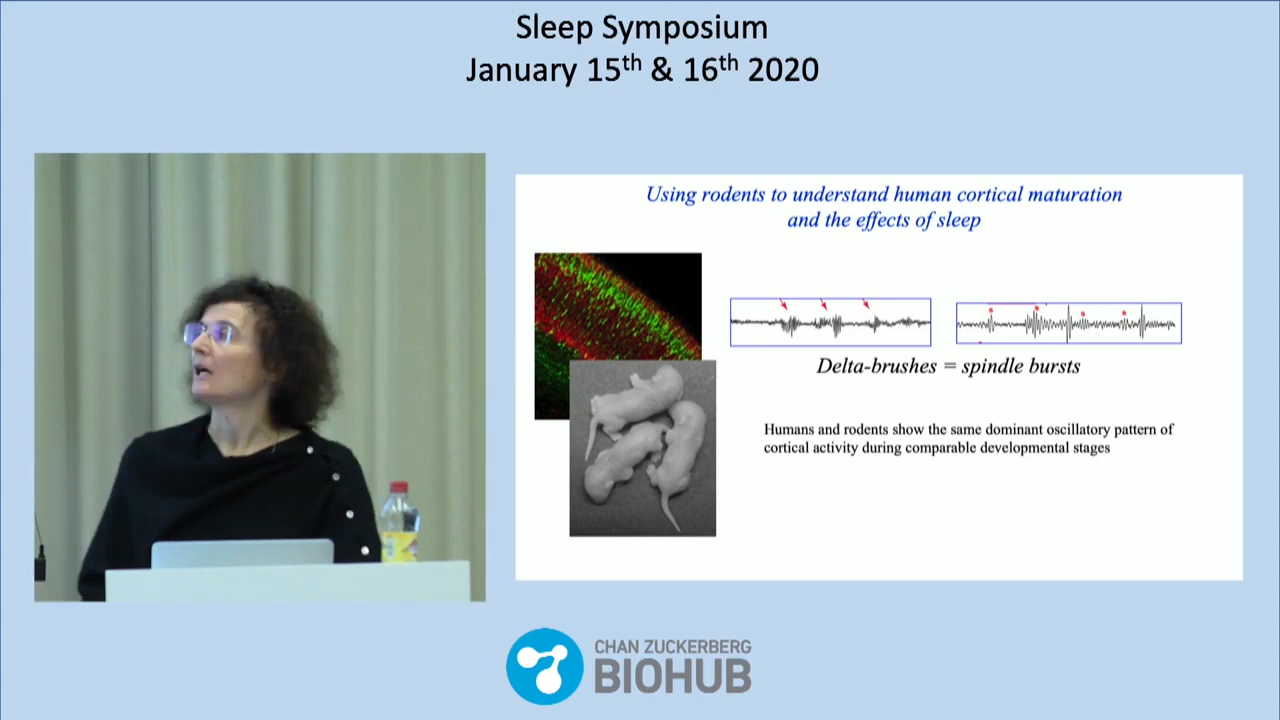 Sleep Symposium
January 15th & 16th 2020
Using rodents to understand human cortical maturation
and the effects of sleep
Delta-brushes = spindle bursts
Humans and rodents show the same dominant oscillatory pattern of
cortical activity during comparable developmental stages
CHAN ZUCKERBERG
BIOHUB